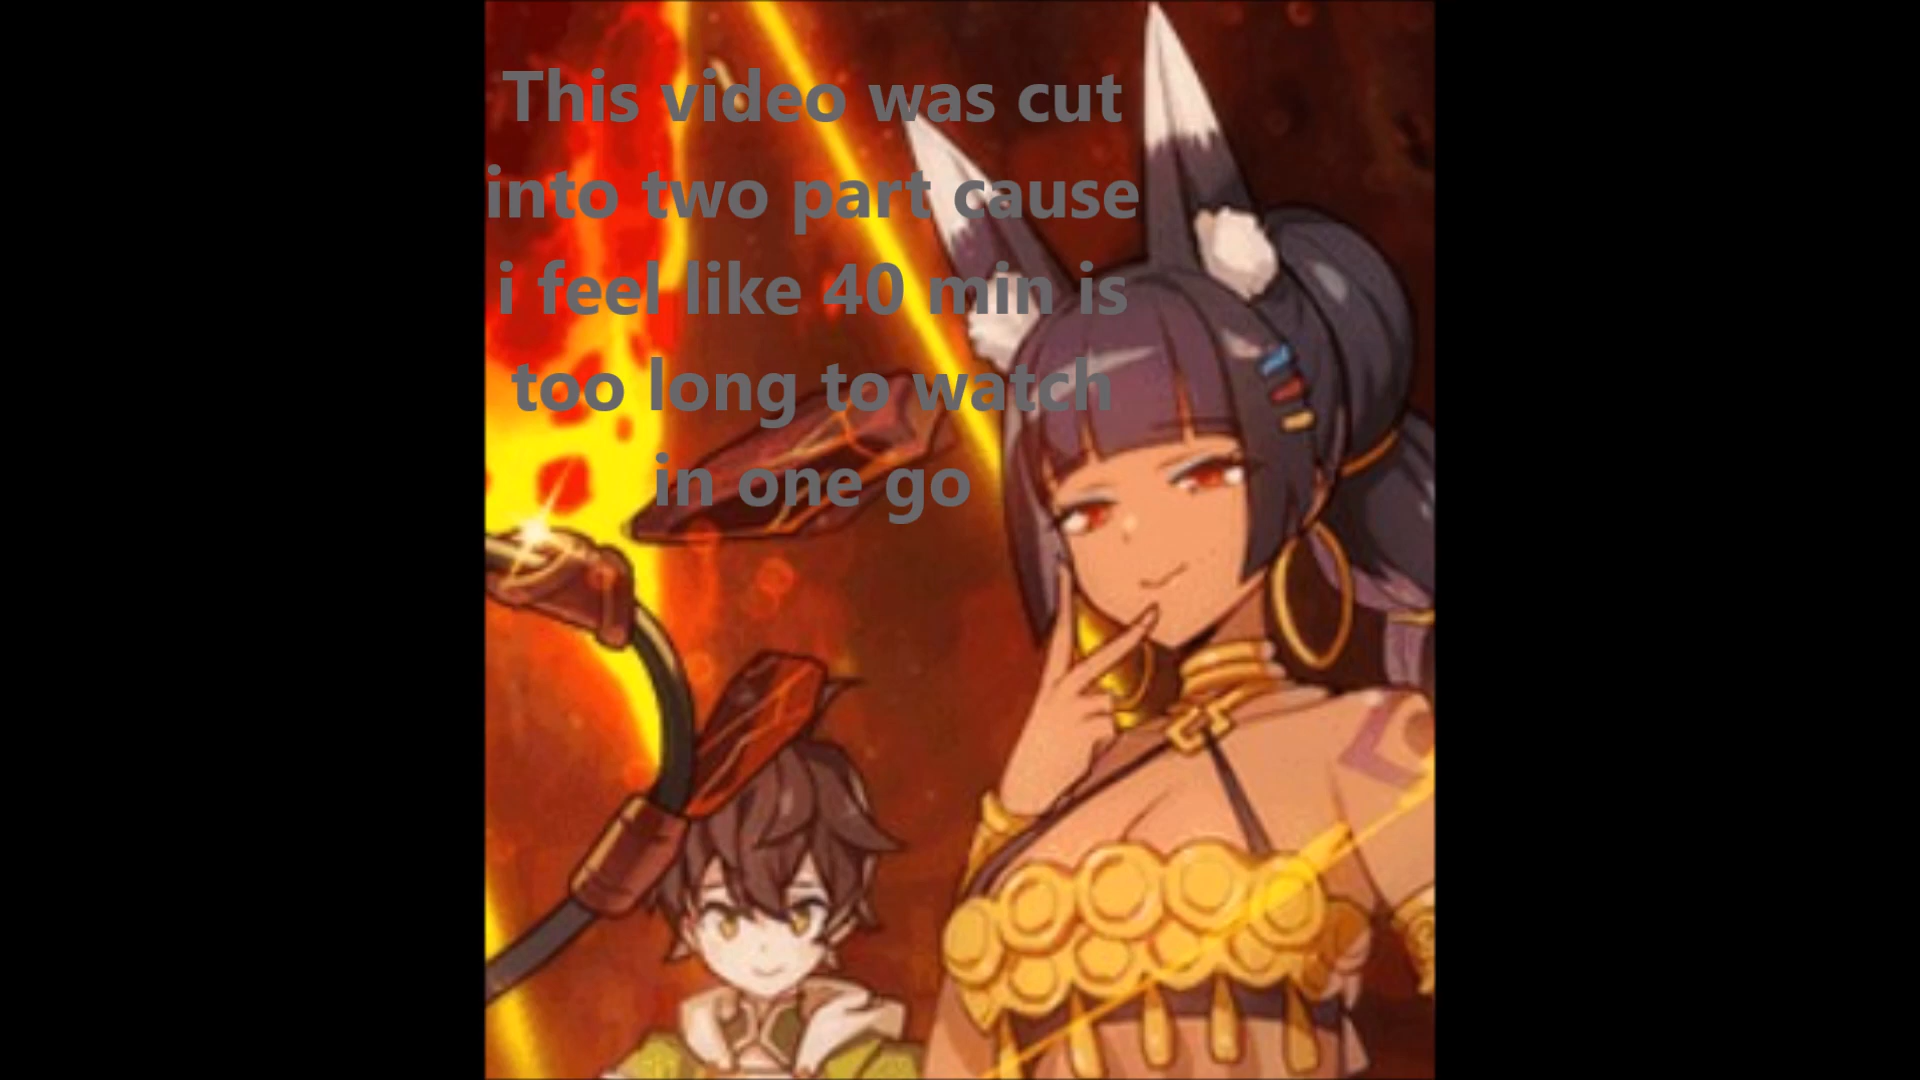 This video was cut
into two part cause
i feel like 40 min is
too long to watch
in one go